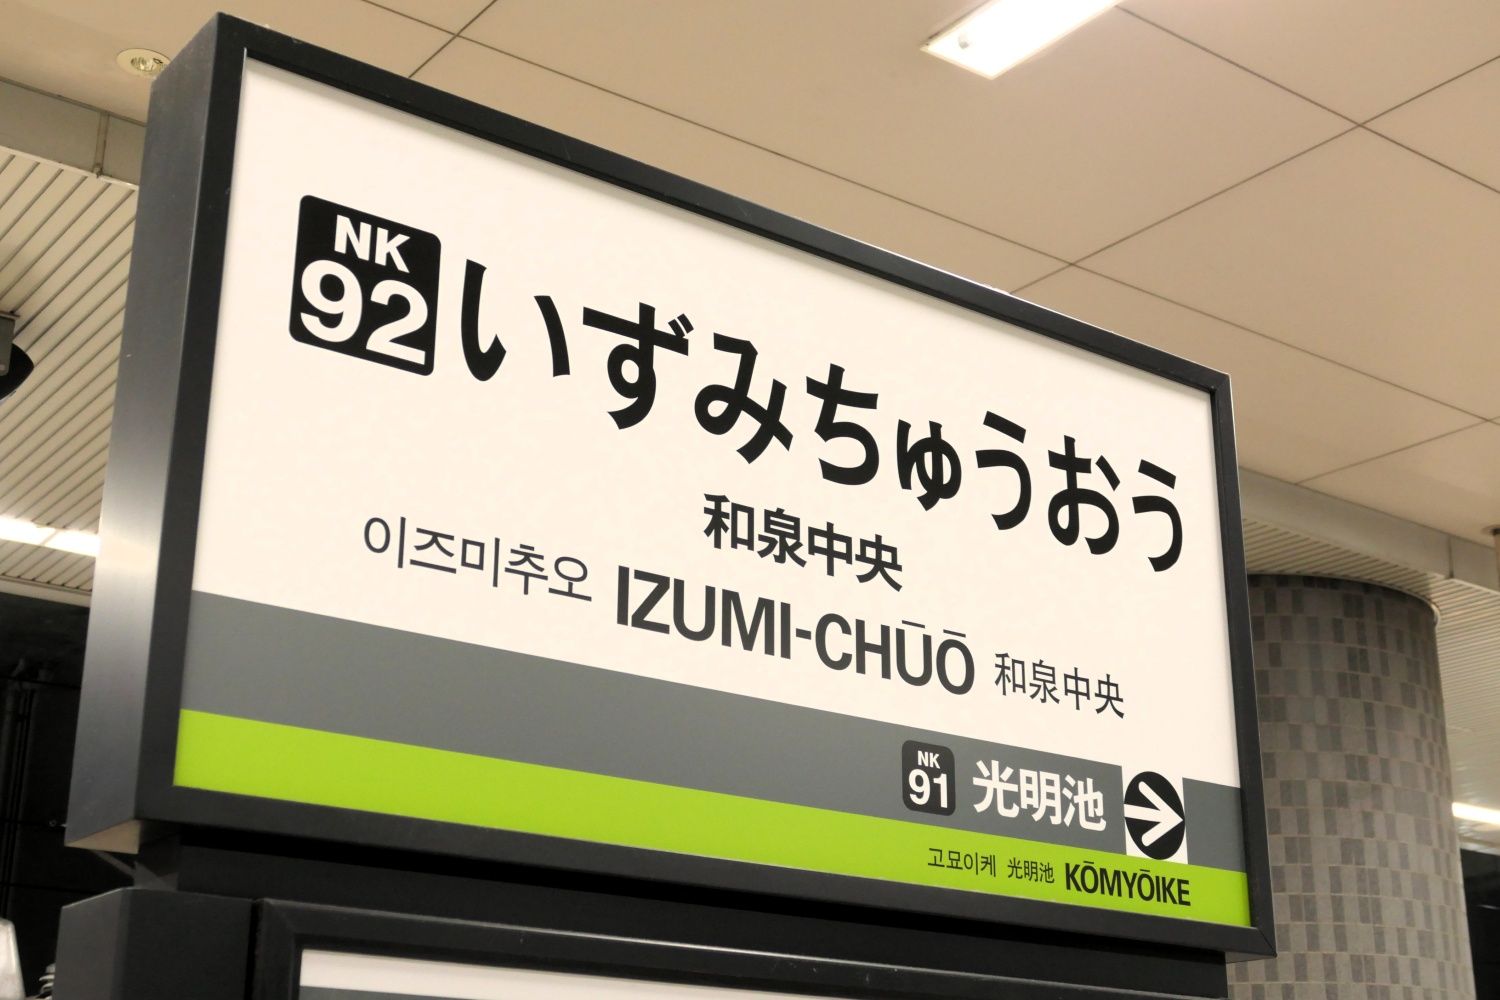 NK
92
いずみちゅうおう
和泉中央
이즈미추오 IZUMI-CHŪŌ 和泉中央
NK
91
光明池
고묘이케 光明池 KŌMYŌIKE